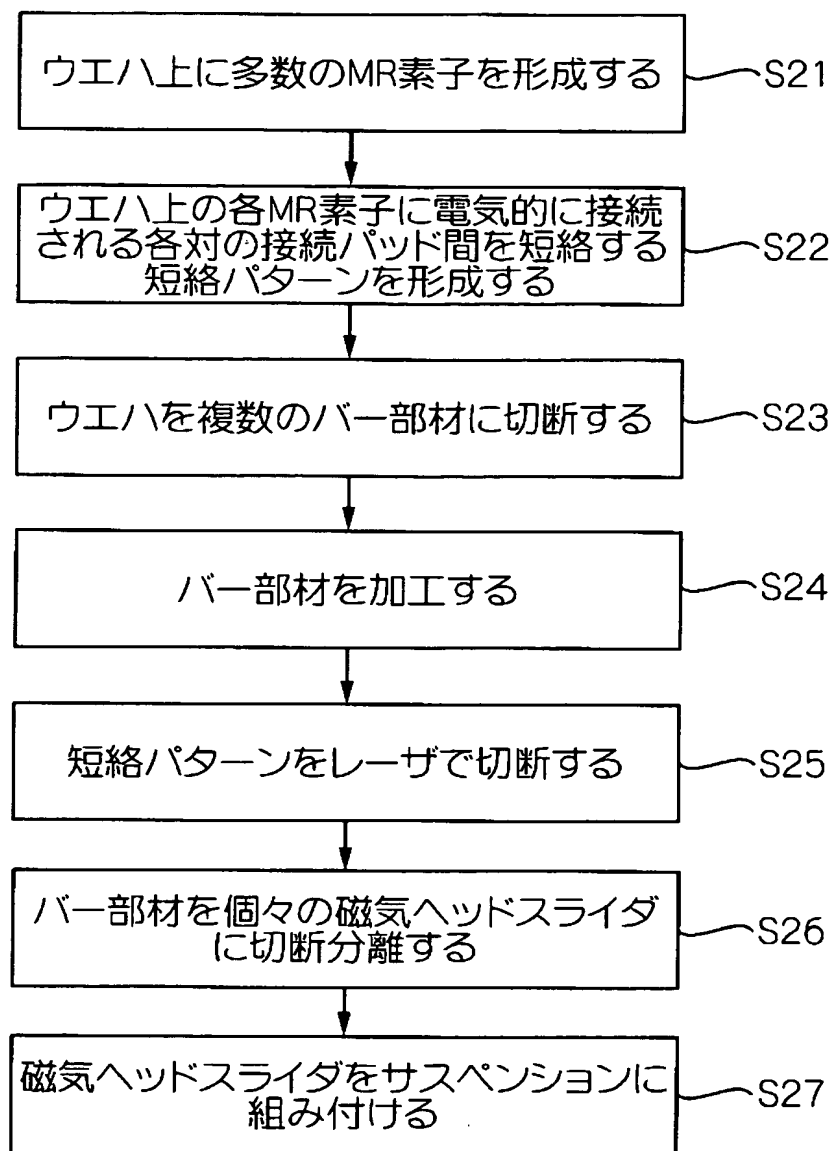 ウエハ上に多数のMR素子を形成する
S21
ウエハ上の各MR素子に電気的に接続
される各対の接続パッド間を短絡する
短絡パターンを形成する
S22
ウエハを複数のバー部材に切断する
S23
バー部材を加工する
S24
短絡パターンをレーザで切断する
S25
バー部材を個々の磁気ヘッドスライダ
に切断分離する
S26
磁気ヘッドスライダをサスペンションに
組み付ける
S27